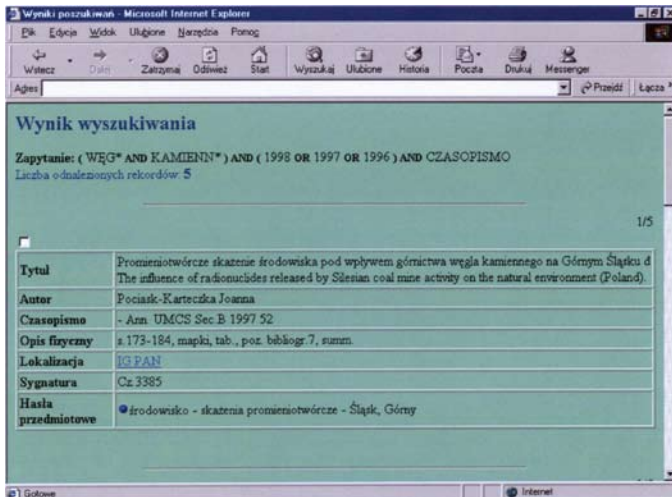 Wyniki poszukiwań - Microsoft Internet Explorer
Plik Edycja Widok Ulubione Narzędzia Pomoc
Wstecz Dalej Zatrzymaj Odśwież Start Wyszukaj Ulubione Historia Poczta Drukuj Messenger
Adres Przejdź Łącza »
Wynik wyszukiwania
Zapytanie: ( WĘG* AND KAMIENN* ) AND ( 1998 OR 1997 OR 1996 ) AND CZASOPISMO
Liczba odnalezionych rekordów: 5
1/5
Tytuł Promieniotwórcze skażenie środowiska pod wpływem górnictwa węgla kamiennego na Górnym Śląsku d
The influence of radionuclides released by Silesian coal mine activity on the natural environment (Poland).
Autor Pociask-Karteczka Joanna
Czasopismo - Ann. UMCS Sec.B 1997 52
Opis fizyczny s.173-184, mapki, tab., poz. bibliogr.7, summ.
Lokalizacja IG PAN
Sygnatura Cz.3385
Hasła
przedmiotowe środowisko - skażenia promieniotwórcze - Śląsk, Górny
Gotowe Internet